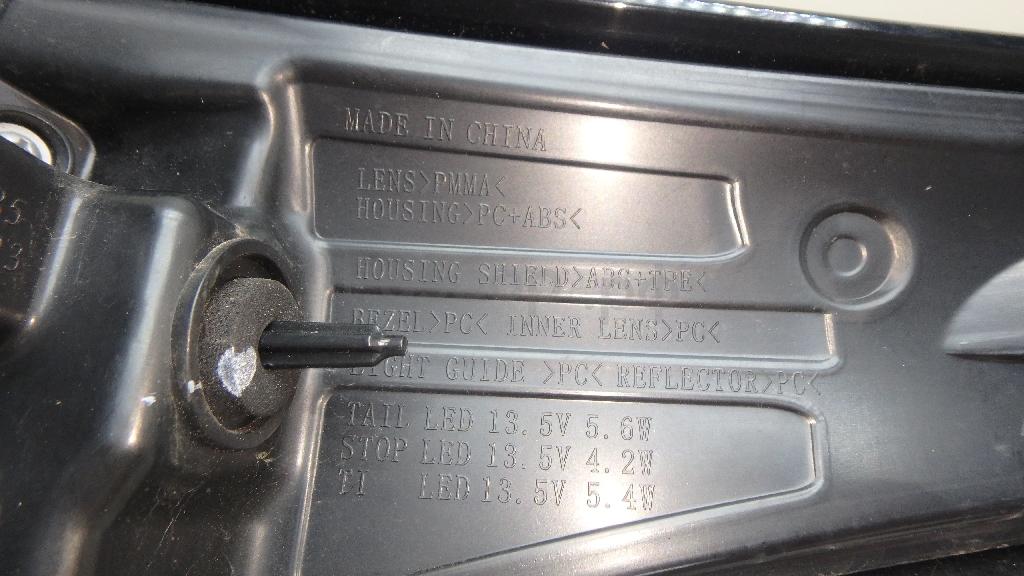 MADE IN CHINA
LENS>PMMA<
HOUSING>PC+ABS<
HOUSING SHIELD>ABS+TPE<
BEZEL>PC< INNER LENS>PC<
LIGHT GUIDE >PC< REFLECTOR>PC<
TAIL LED 13.5V 5.6W
STOP LED 13.5V 4.2W
TI LED 13.5V 5.4W